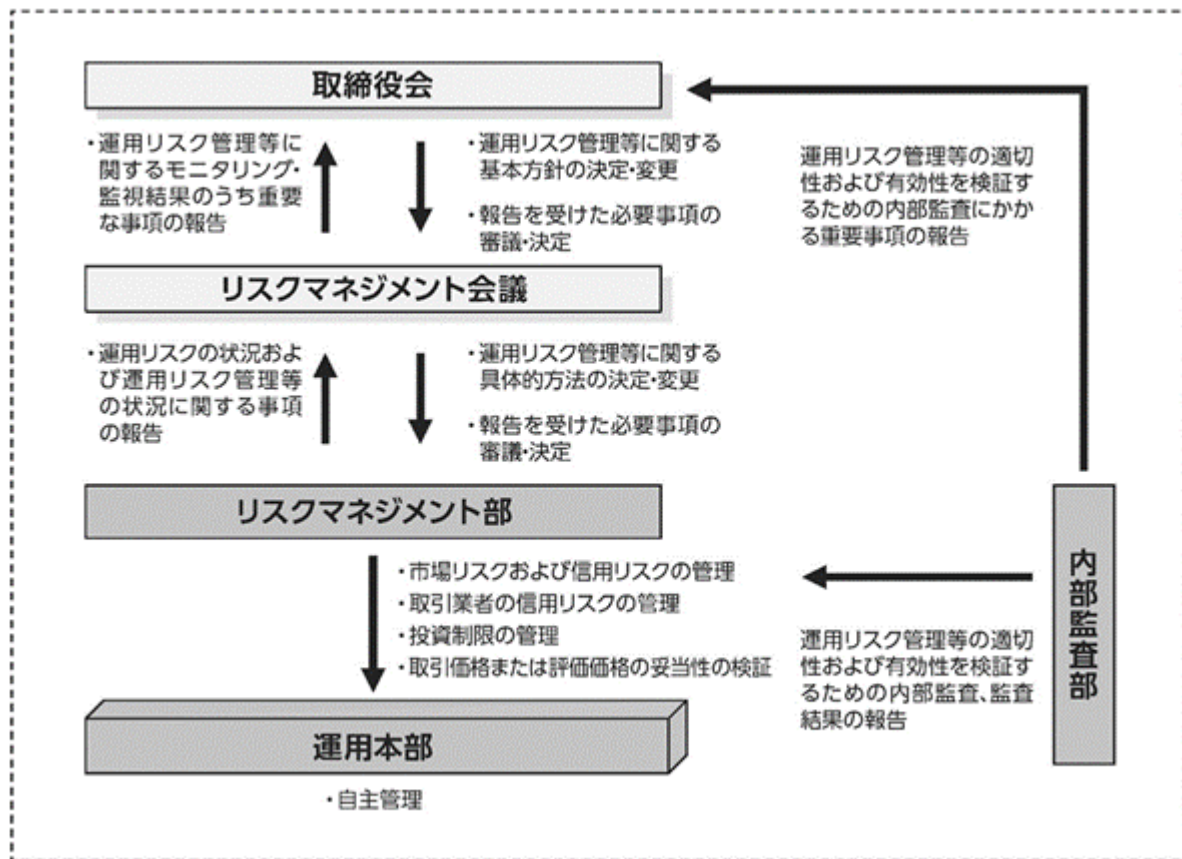 取締役会
・運用リスク管理等に
関するモニタリング・
監視結果のうち重要
な事項の報告
・運用リスク管理等に関する
基本方針の決定・変更
・報告を受けた必要事項の
審議・決定
運用リスク管理等の適切
性および有効性を検証す
るための内部監査にかか
る重要事項の報告
リスクマネジメント会議
・運用リスクの状況およ
び運用リスク管理等
の状況に関する事項
の報告
・運用リスク管理等に関する
具体的方法の決定・変更
・報告を受けた必要事項の
審議・決定
リスクマネジメント部
・市場リスクおよび信用リスクの管理
・取引業者の信用リスクの管理
・投資制限の管理
・取引価格または評価価格の妥当性の検証
内部監査部
運用リスク管理等の適切
性および有効性を検証す
るための内部監査、監査
結果の報告
運用本部
・自主管理